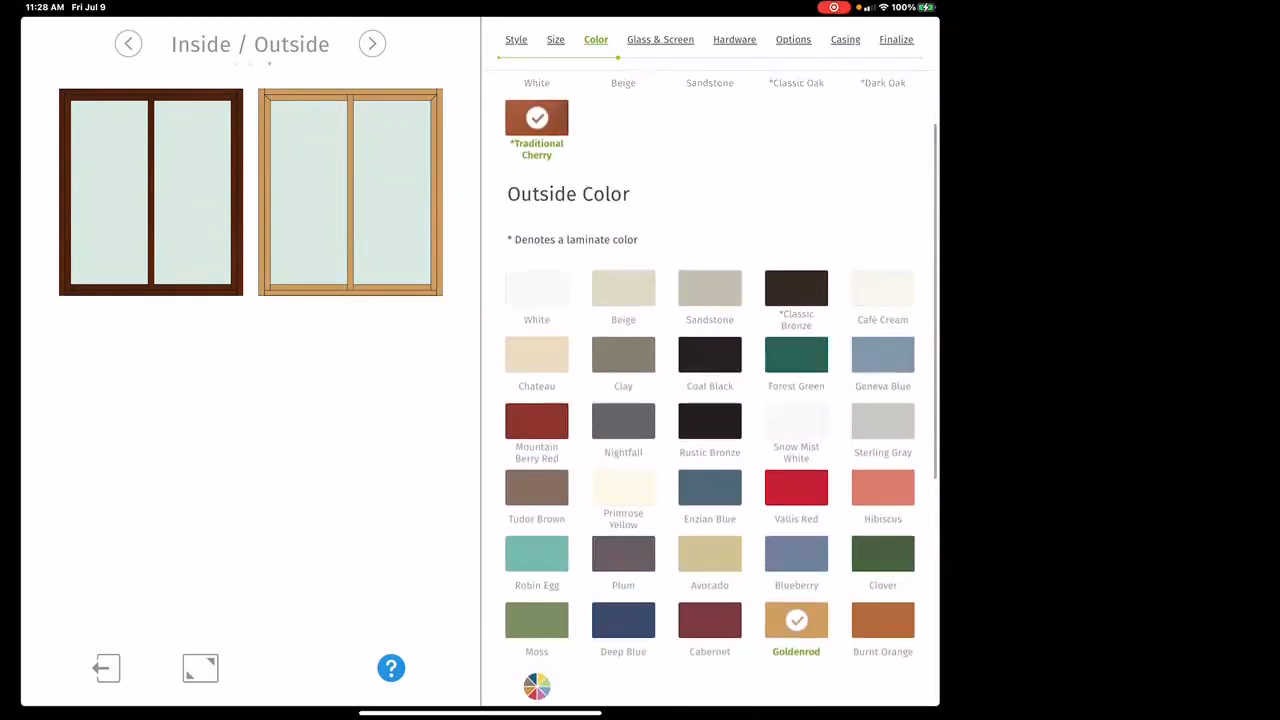 11:28 AM Fri Jul 9
100%
Inside / Outside
Style Size Color Glass & Screen Hardware Options Casing Finalize
White Beige Sandstone *Classic Oak *Dark Oak
*Traditional
Cherry
Outside Color
* Denotes a laminate color
White Beige Sandstone *Classic
Bronze Café Cream
Chateau Clay Coal Black Forest Green Geneva Blue
Mountain
Berry Red Nightfall Rustic Bronze Snow Mist
White Sterling Gray
Tudor Brown Primrose
Yellow Enzian Blue Vallis Red Hibiscus
Robin Egg Plum Avocado Blueberry Clover
Moss Deep Blue Cabernet Goldenrod Burnt Orange
?